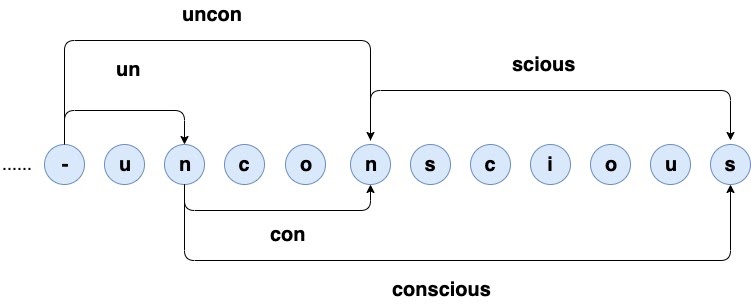 uncon
un
scious
...... - u n c o n s c i o u s
con
conscious